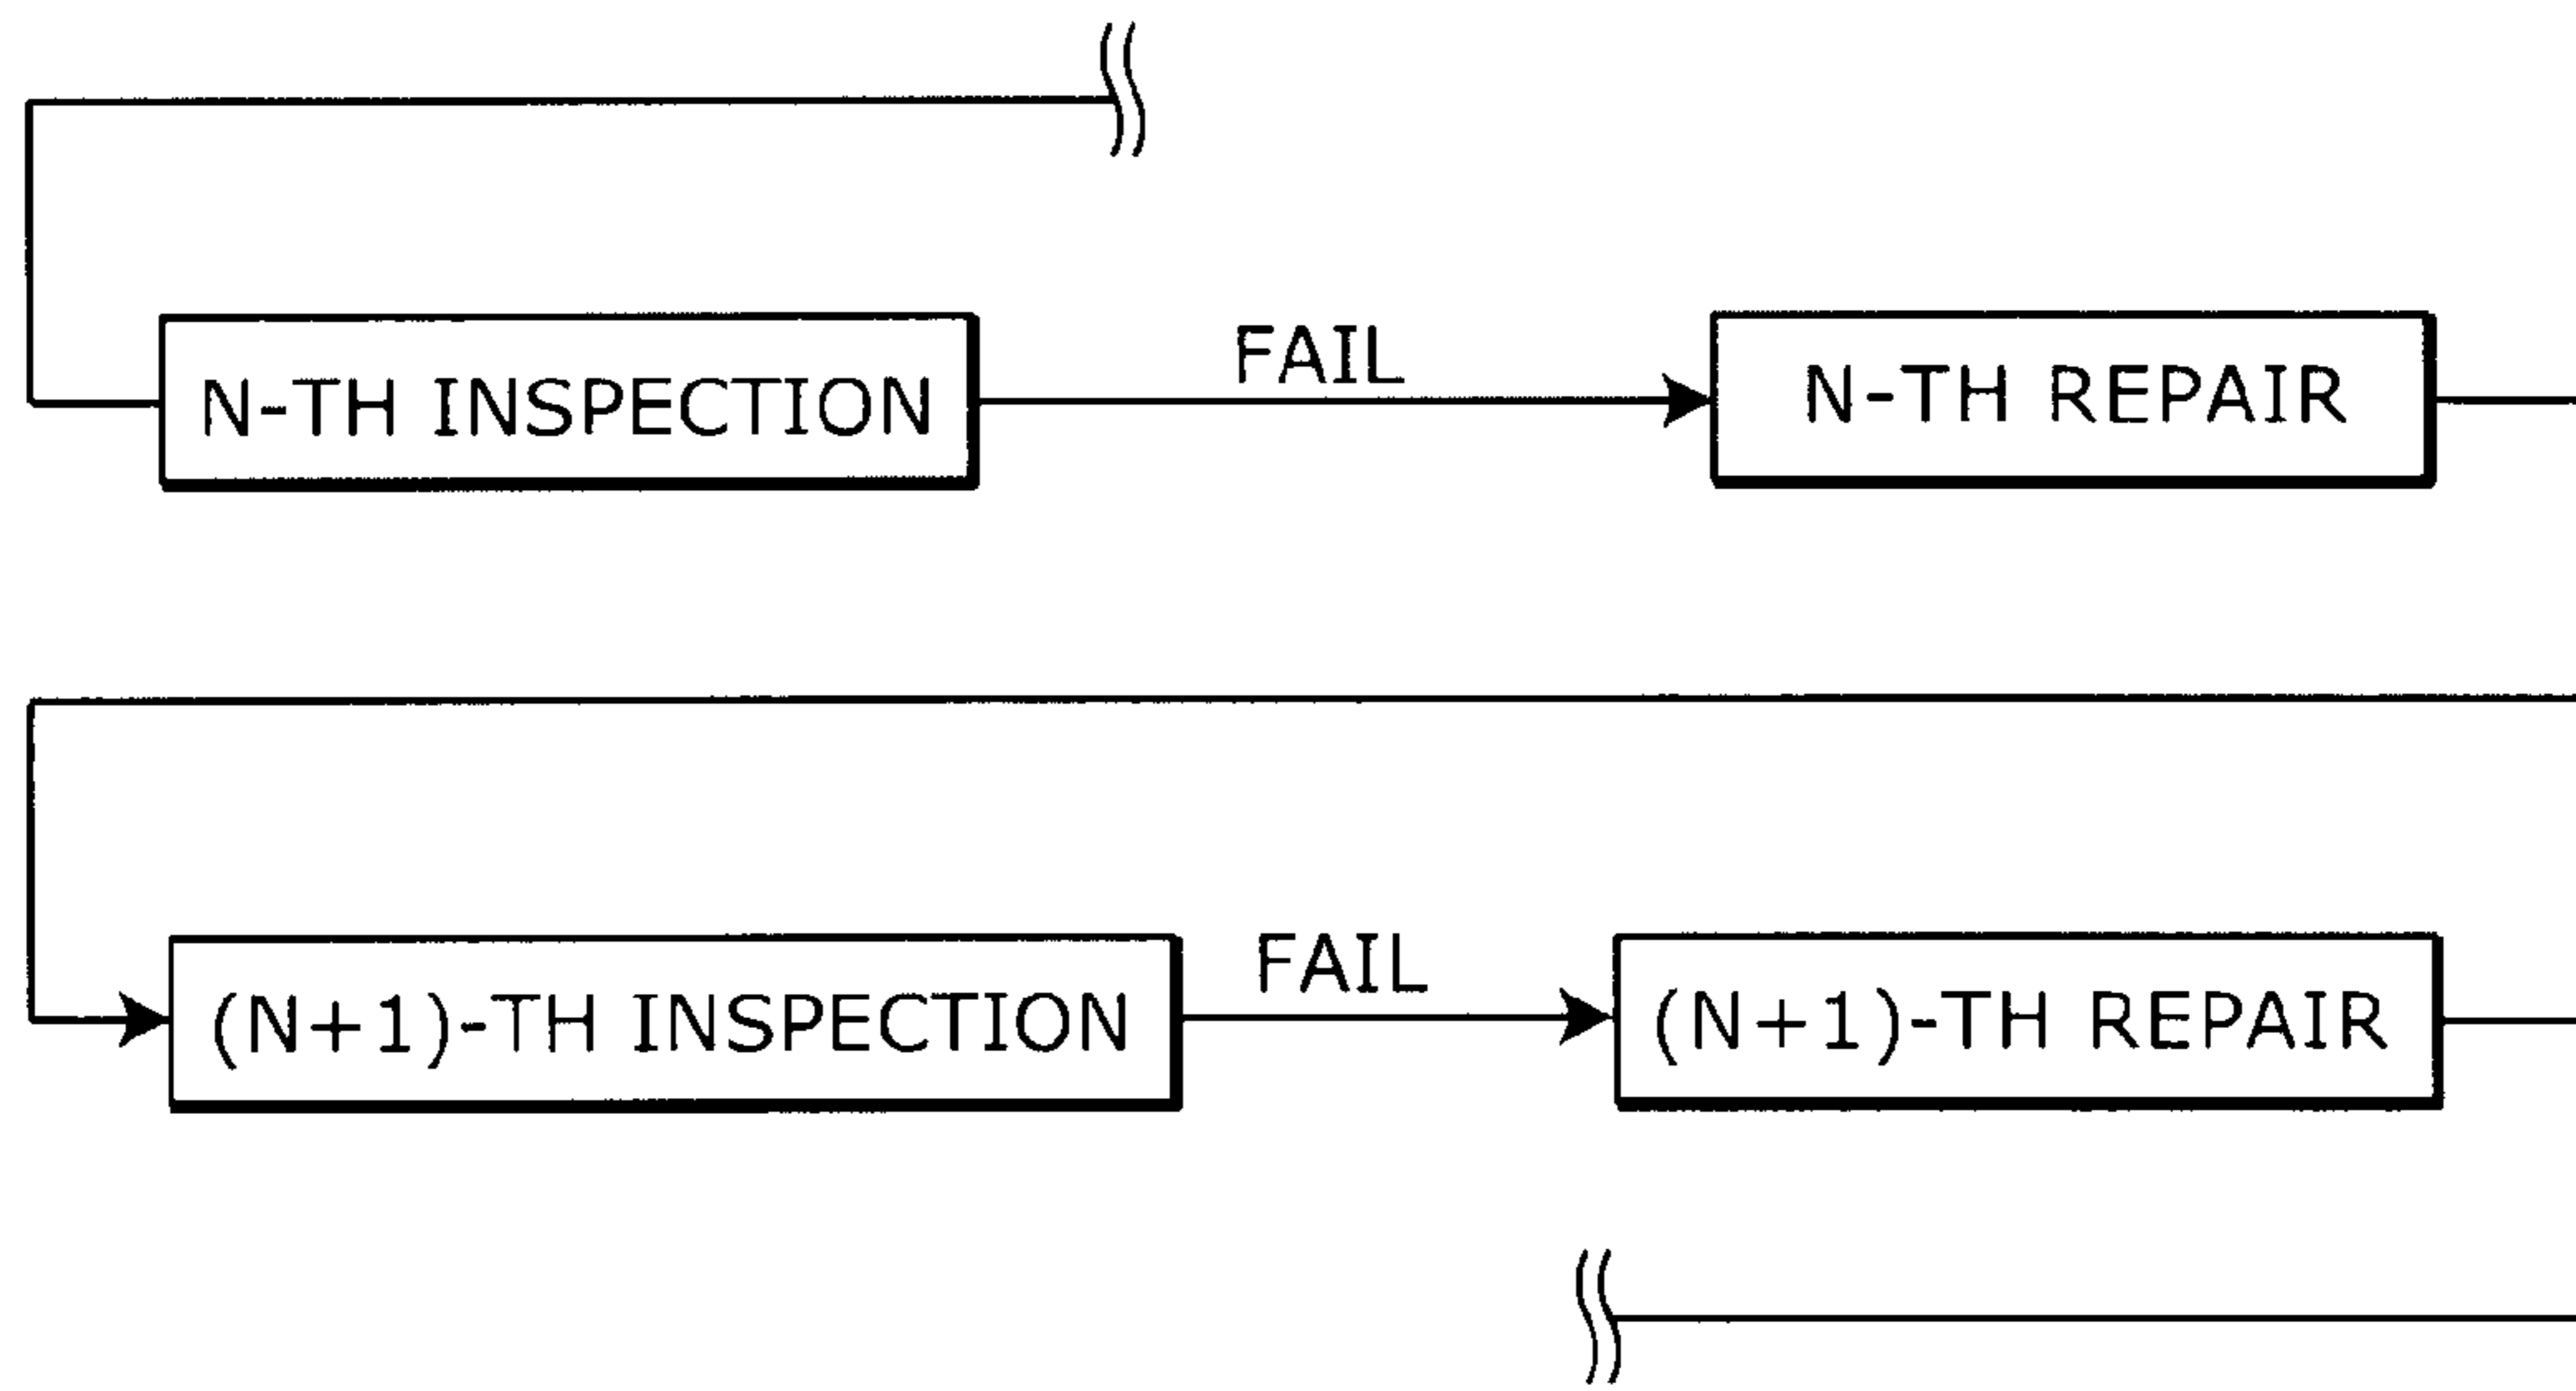 FAIL
N-TH INSPECTION
N-TH REPAIR
FAIL
(N+1)-TH INSPECTION
(N+1)-TH REPAIR